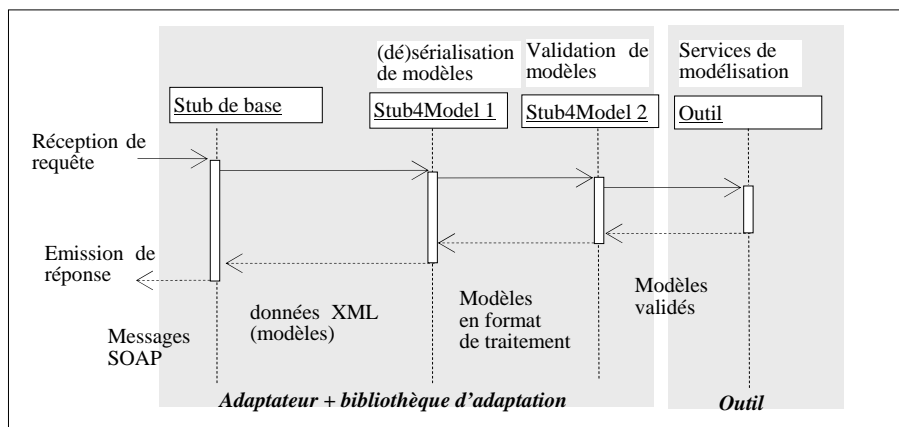 (dé)sérialisation
de modèles
Validation de
modèles
Services de
modélisation
Stub de base
Stub4Model 1
Stub4Model 2
Outil
Réception de
requête
Emission de
réponse
Messages
SOAP
données XML
(modèles)
Modèles
en format
de traitement
Modèles
validés
Adaptateur + bibliothèque d'adaptation
Outil